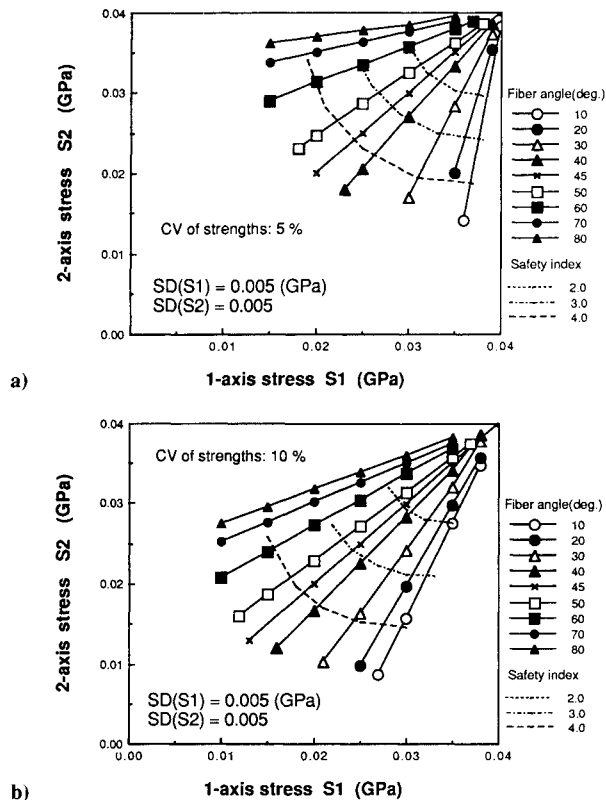 0.04
0.03
0.02
0.01
0.00
2-axis stress S2 (GPa)
CV of strengths: 5 %
SD(S1) = 0.005 (GPa)
SD(S2) = 0.005
0.01 0.02 0.03 0.04
1-axis stress S1 (GPa)
Fiber angle(deg.)
10
20
30
40
45
50
60
70
80
Safety index
2.0
3.0
4.0
a)
0.04
0.03
0.02
0.01
0.00
2-axis stress S2 (GPa)
CV of strengths: 10 %
SD(S1) = 0.005 (GPa)
SD(S2) = 0.005
0.00 0.01 0.02 0.03 0.04
1-axis stress S1 (GPa)
Fiber angle(deg.)
10
20
30
40
45
50
60
70
80
Safety index
2.0
3.0
4.0
b)